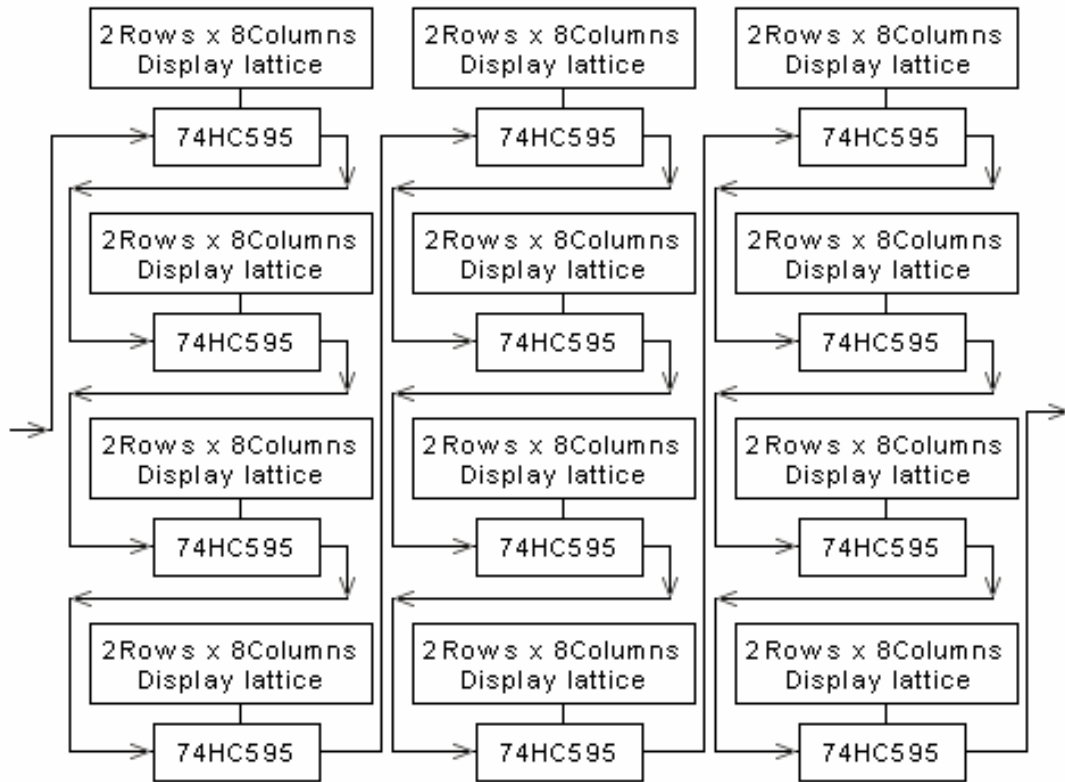 2Rows x 8Columns
Display lattice
2Rows x 8Columns
Display lattice
2Rows x 8Columns
Display lattice
74HC595
74HC595
74HC595
2Rows x 8Columns
Display lattice
2Rows x 8Columns
Display lattice
2Rows x 8Columns
Display lattice
74HC595
74HC595
74HC595
2Rows x 8Columns
Display lattice
2Rows x 8Columns
Display lattice
2Rows x 8Columns
Display lattice
74HC595
74HC595
74HC595
2Rows x 8Columns
Display lattice
2Rows x 8Columns
Display lattice
2Rows x 8Columns
Display lattice
74HC595
74HC595
74HC595